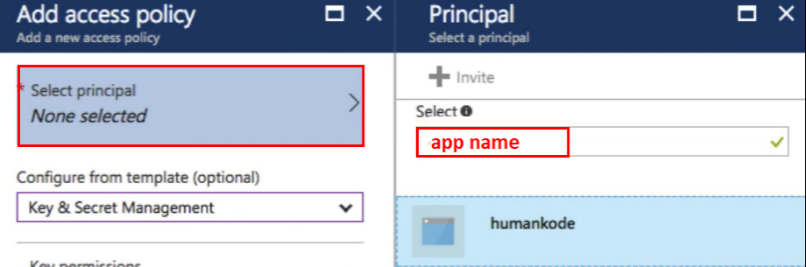 Add access policy
Add a new access policy
* Select principal
None selected
Configure from template (optional)
Key & Secret Management
Key permissions
Principal
Select a principal
Invite
Select
app name
humankode